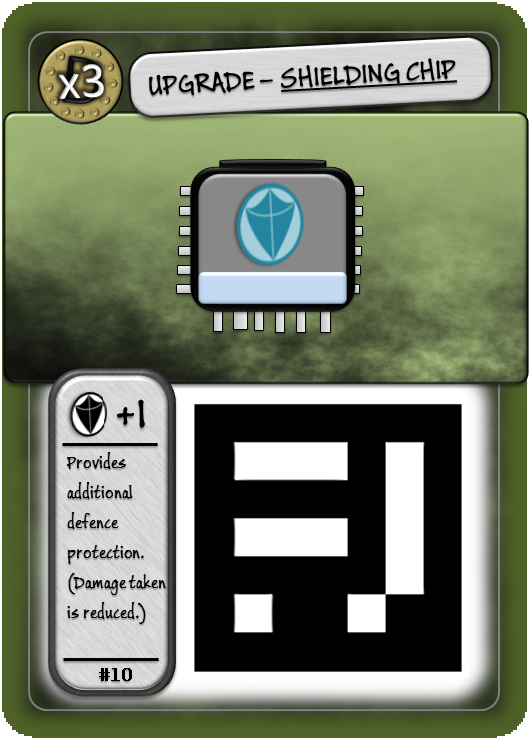 x3
UPGRADE – SHIELDING CHIP
+1
Provides
additional
defence
protection.
(Damage taken
is reduced.)
#10